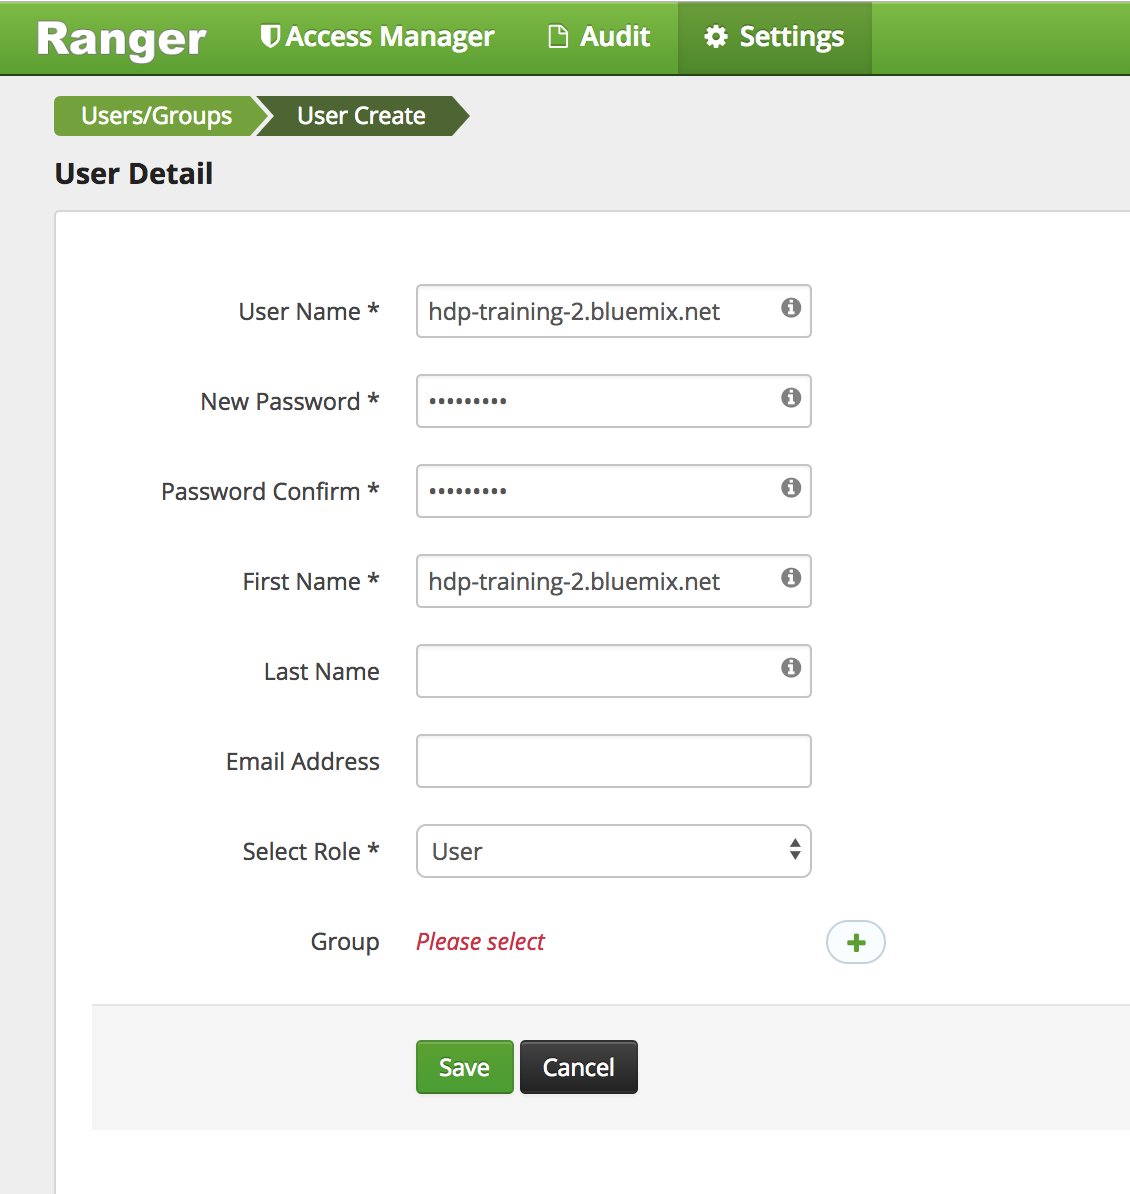 Ranger Access Manager Audit Settings
Users/Groups User Create
User Detail
User Name * hdp-training-2.bluemix.net
New Password * •••••••••
Password Confirm * •••••••••
First Name * hdp-training-2.bluemix.net
Last Name
Email Address
Select Role * User
Group Please select
Save Cancel